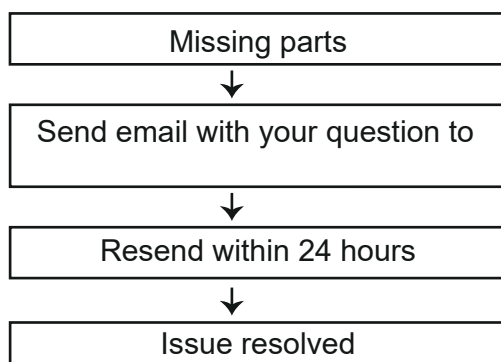 Missing parts
Send email with your question to
Resend within 24 hours
Issue resolved